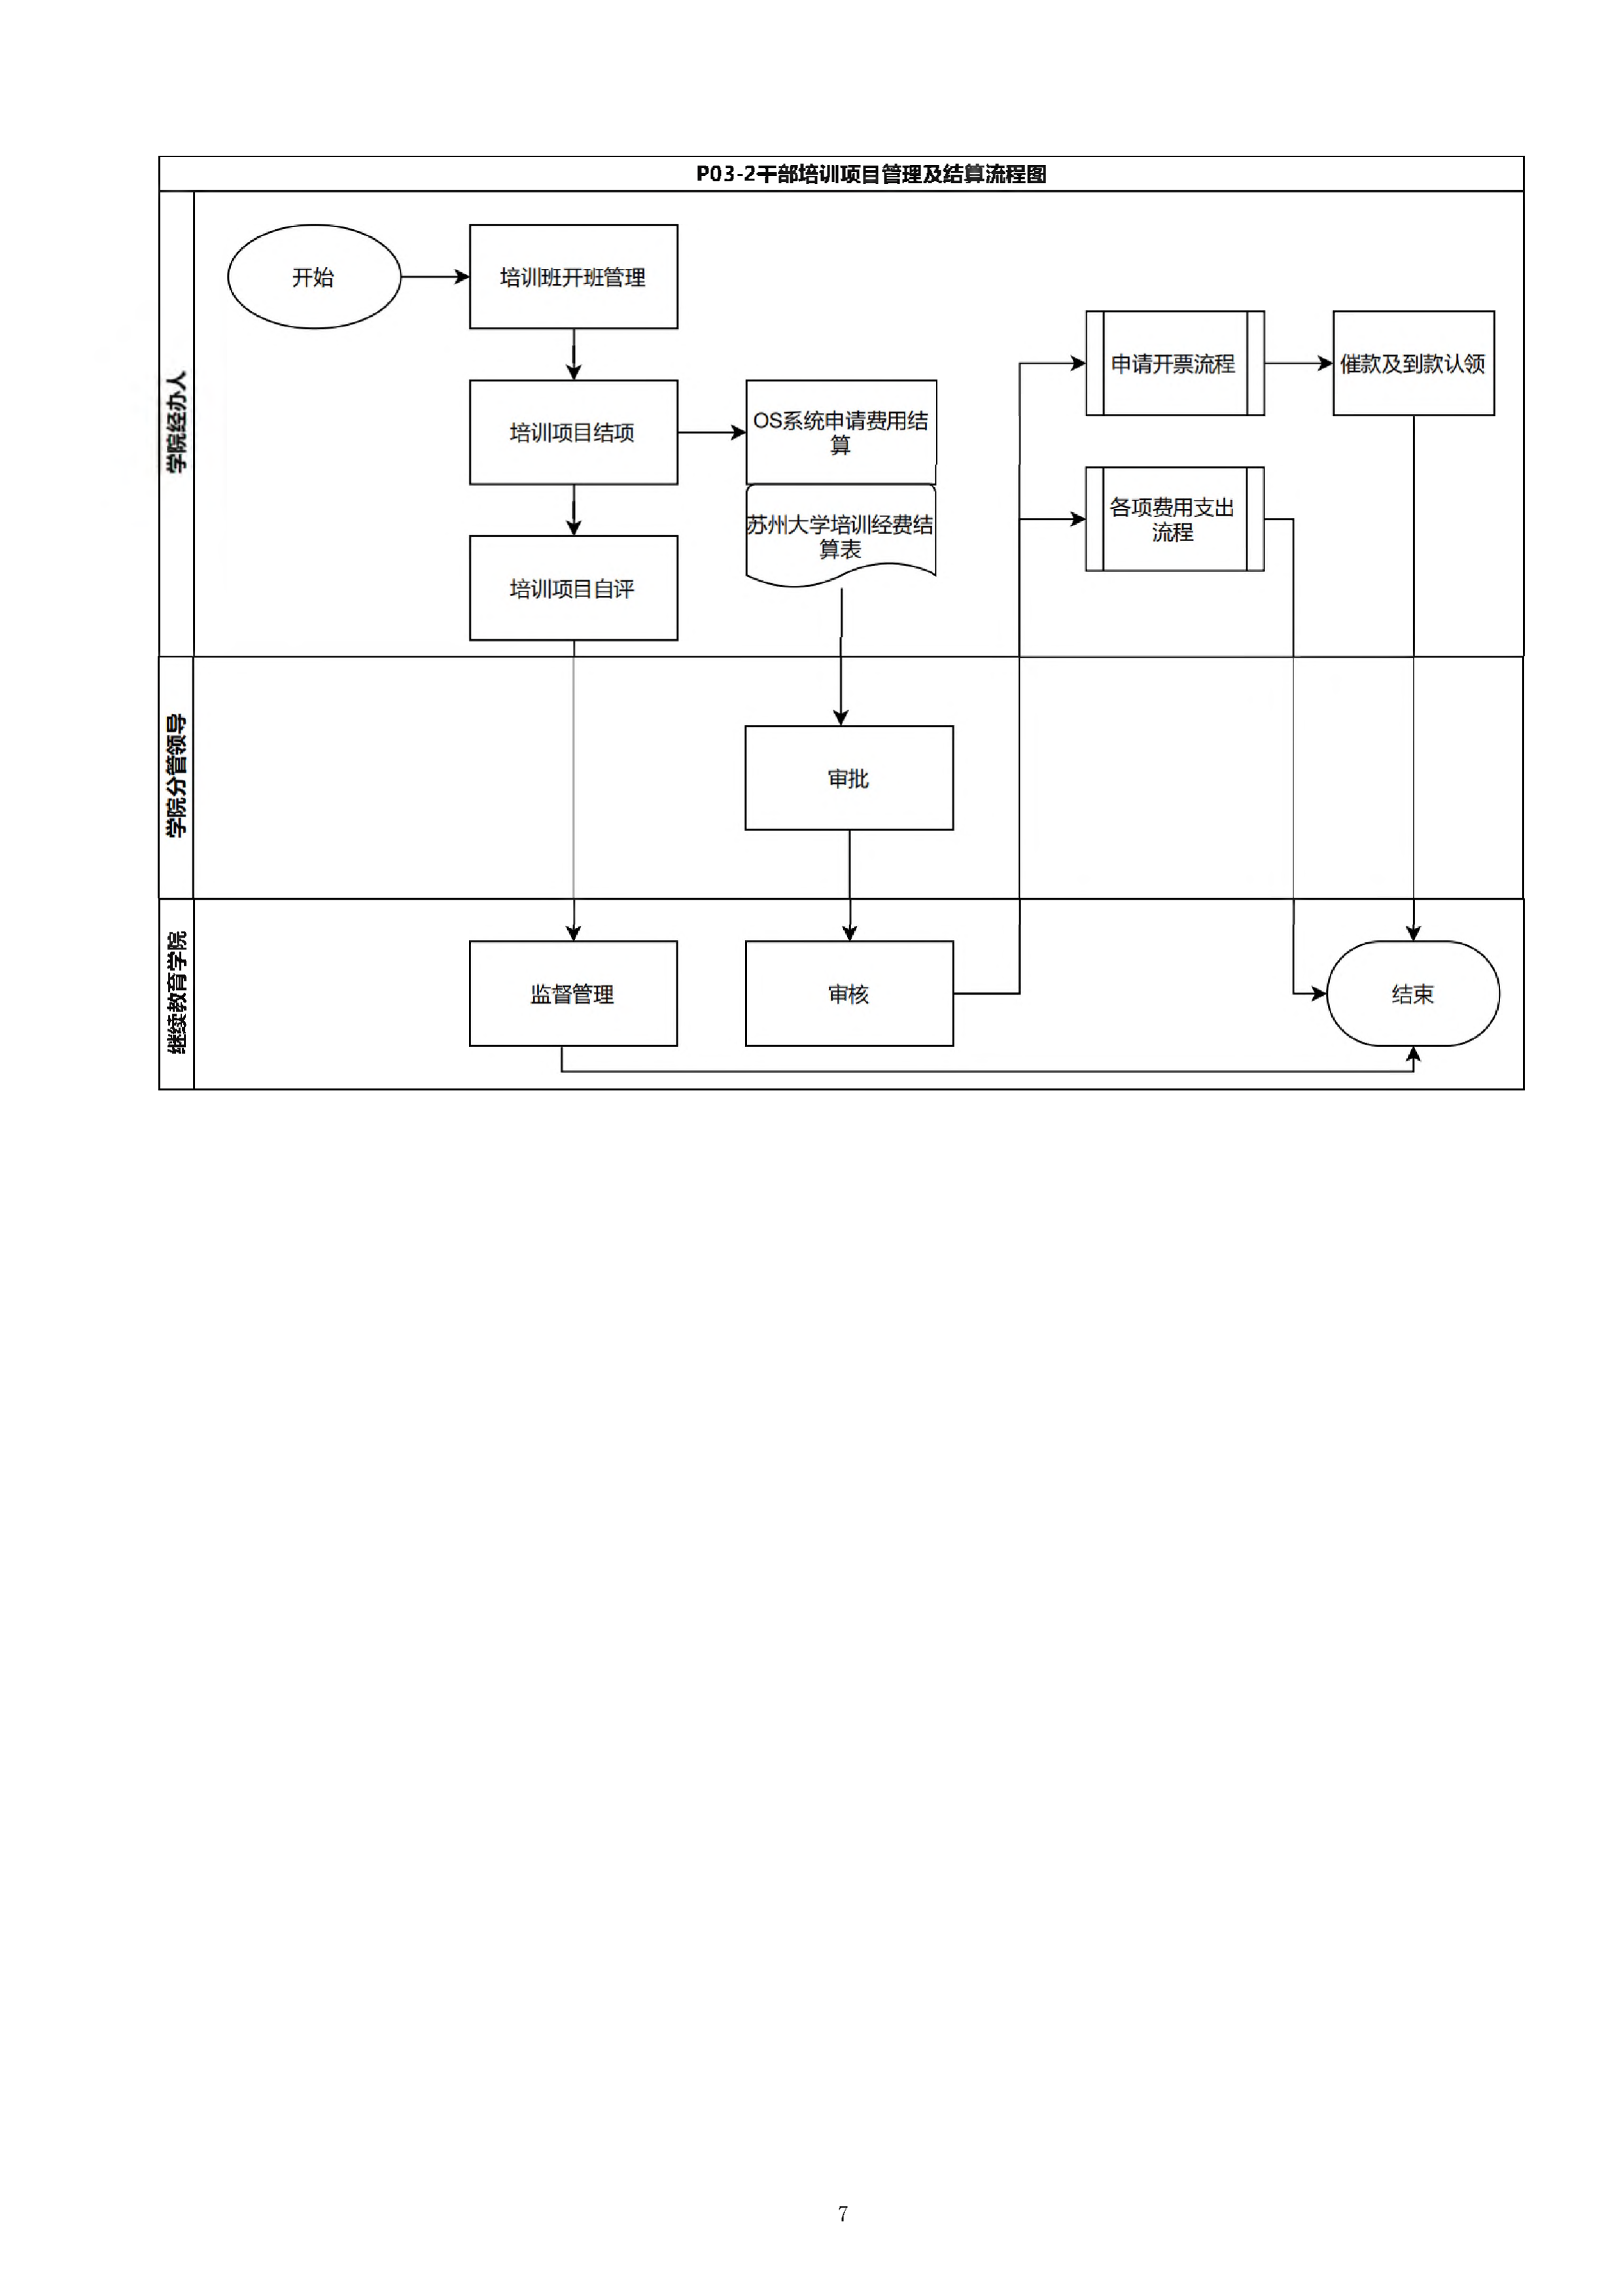 P03-2干部培训项目管理及结算流程图
学院经办人
开始
培训班开班管理
培训项目结项
OS系统申请费用结
算
苏州大学培训经费结
算表
培训项目自评
申请开票流程
催款及到款认领
各项费用支出
流程
学院分管领导
审批
继续教育学院
监督管理
审核
结束
7